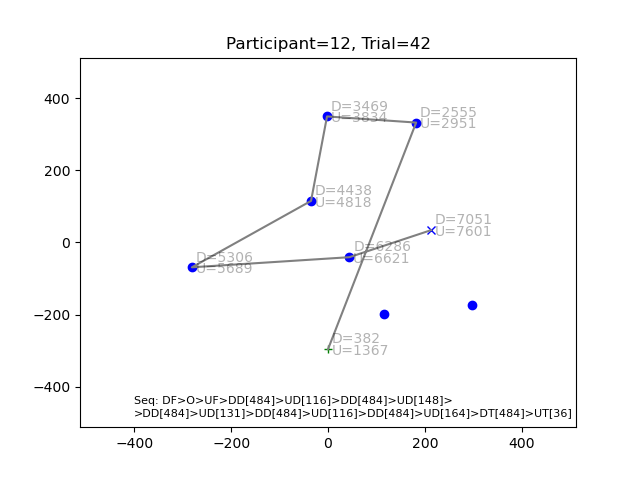 Participant=12, Trial=42
400
200
0
−200
−400
D=3469
U=3834
D=2555
U=2951
D=4438
U=4818
D=7051
U=7601
D=5306
U=5689
D=6286
U=6621
D=382
U=1367
Seq: DF>O>UF>DD[484]>UD[116]>DD[484]>UD[148]>
>DD[484]>UD[131]>DD[484]>UD[116]>DD[484]>UD[164]>DT[484]>UT[36]
−400 −200 0 200 400